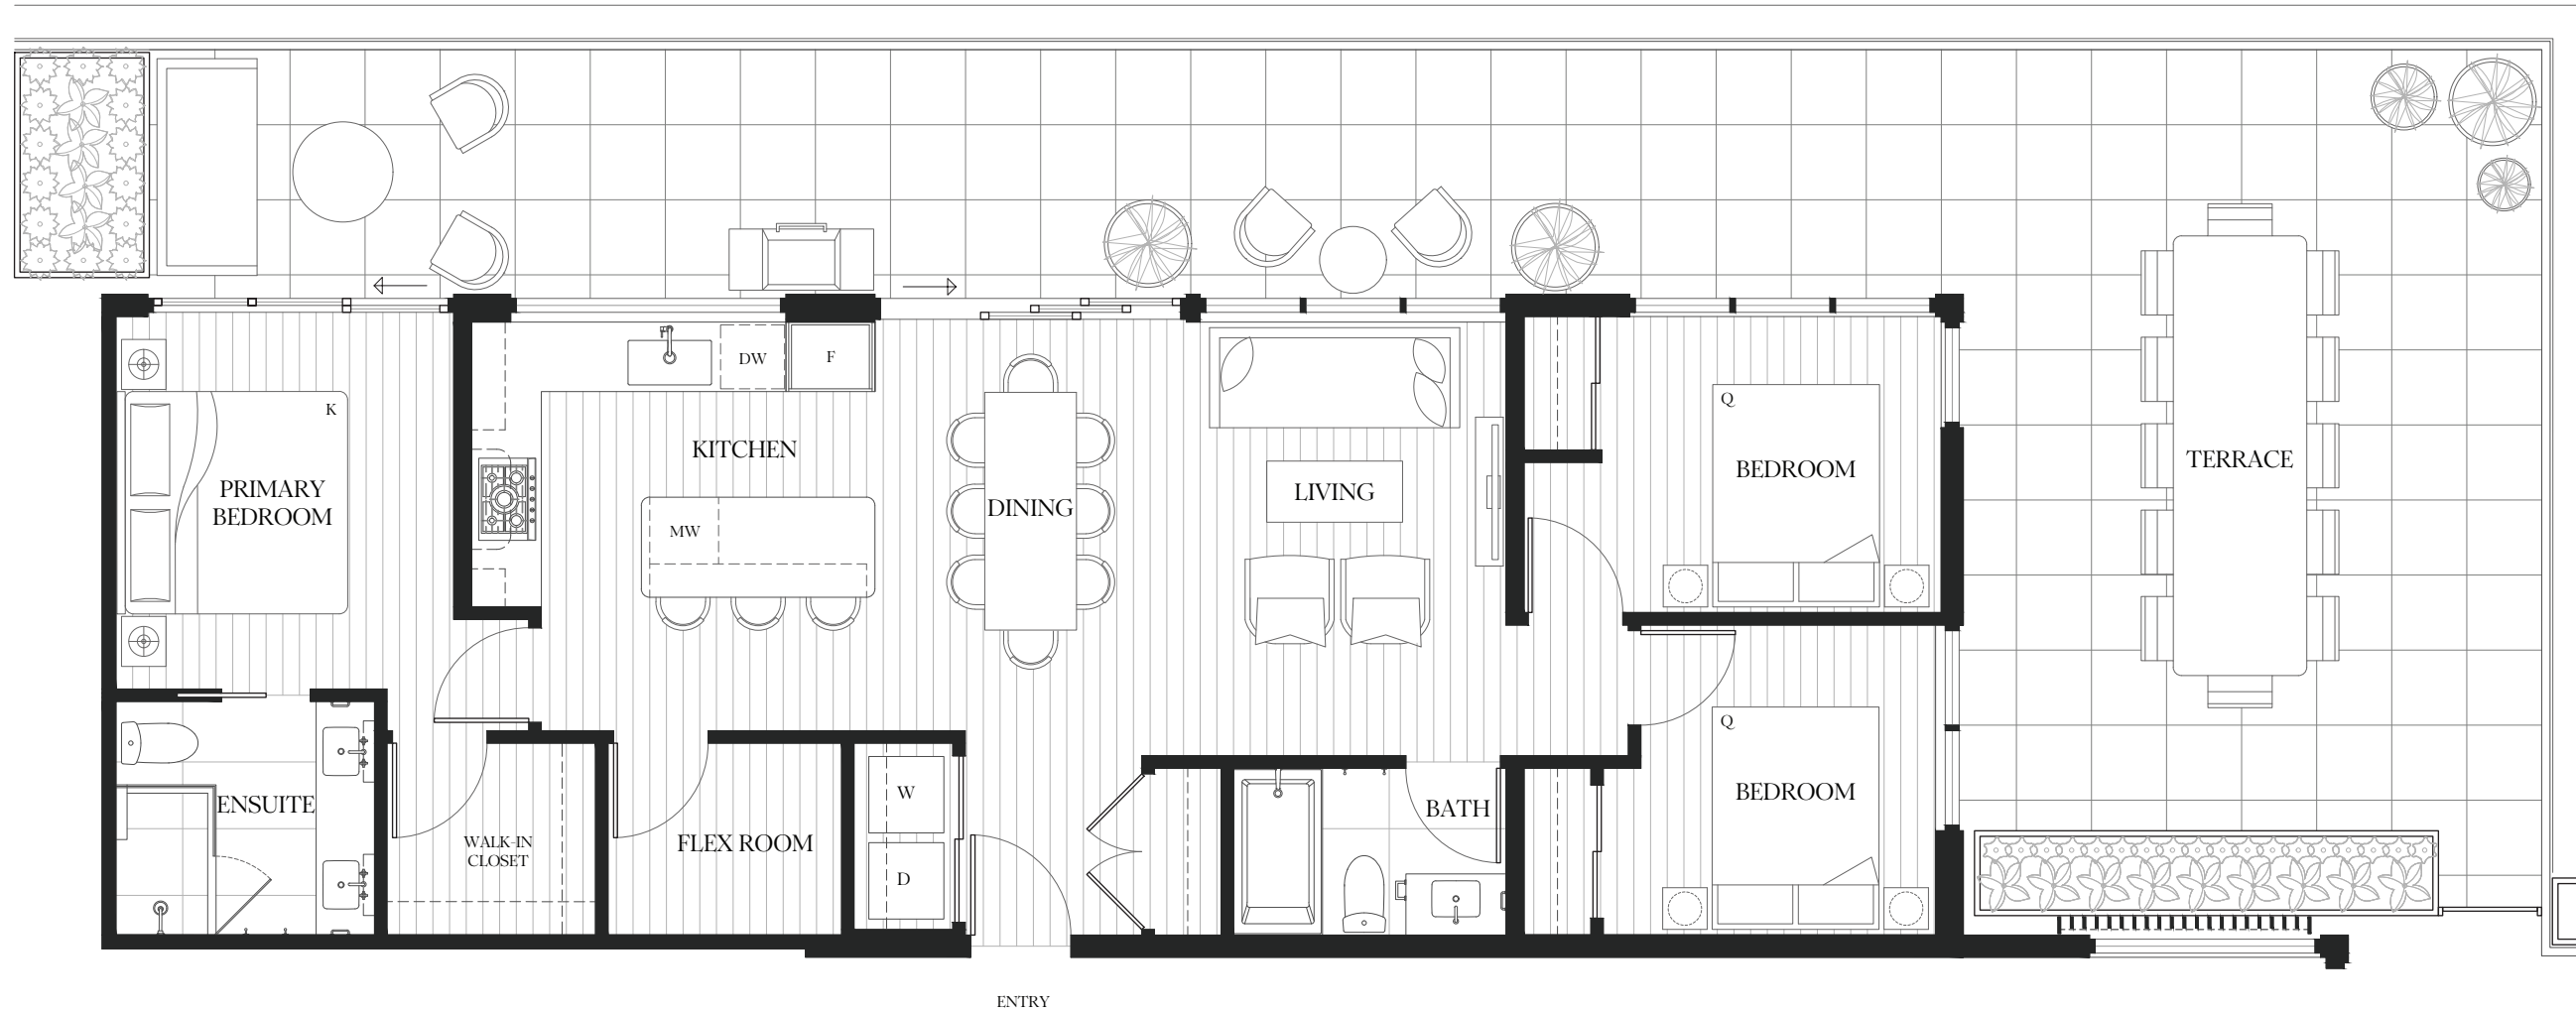 K
PRIMARY
BEDROOM
ENSUITE
WALK-IN
CLOSET
DW
F
KITCHEN
MW
FLEX ROOM
W
D
DINING
LIVING
BATH
Q
BEDROOM
Q
BEDROOM
TERRACE
ENTRY